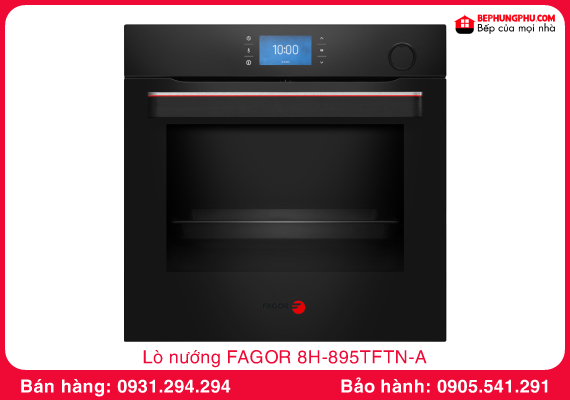 BEPHUNGPHU.COM
Bếp của mọi nhà
10:00
FAGOR
Lò nướng FAGOR 8H-895TFTN-A
Bán hàng: 0931.294.294
Bảo hành: 0905.541.291